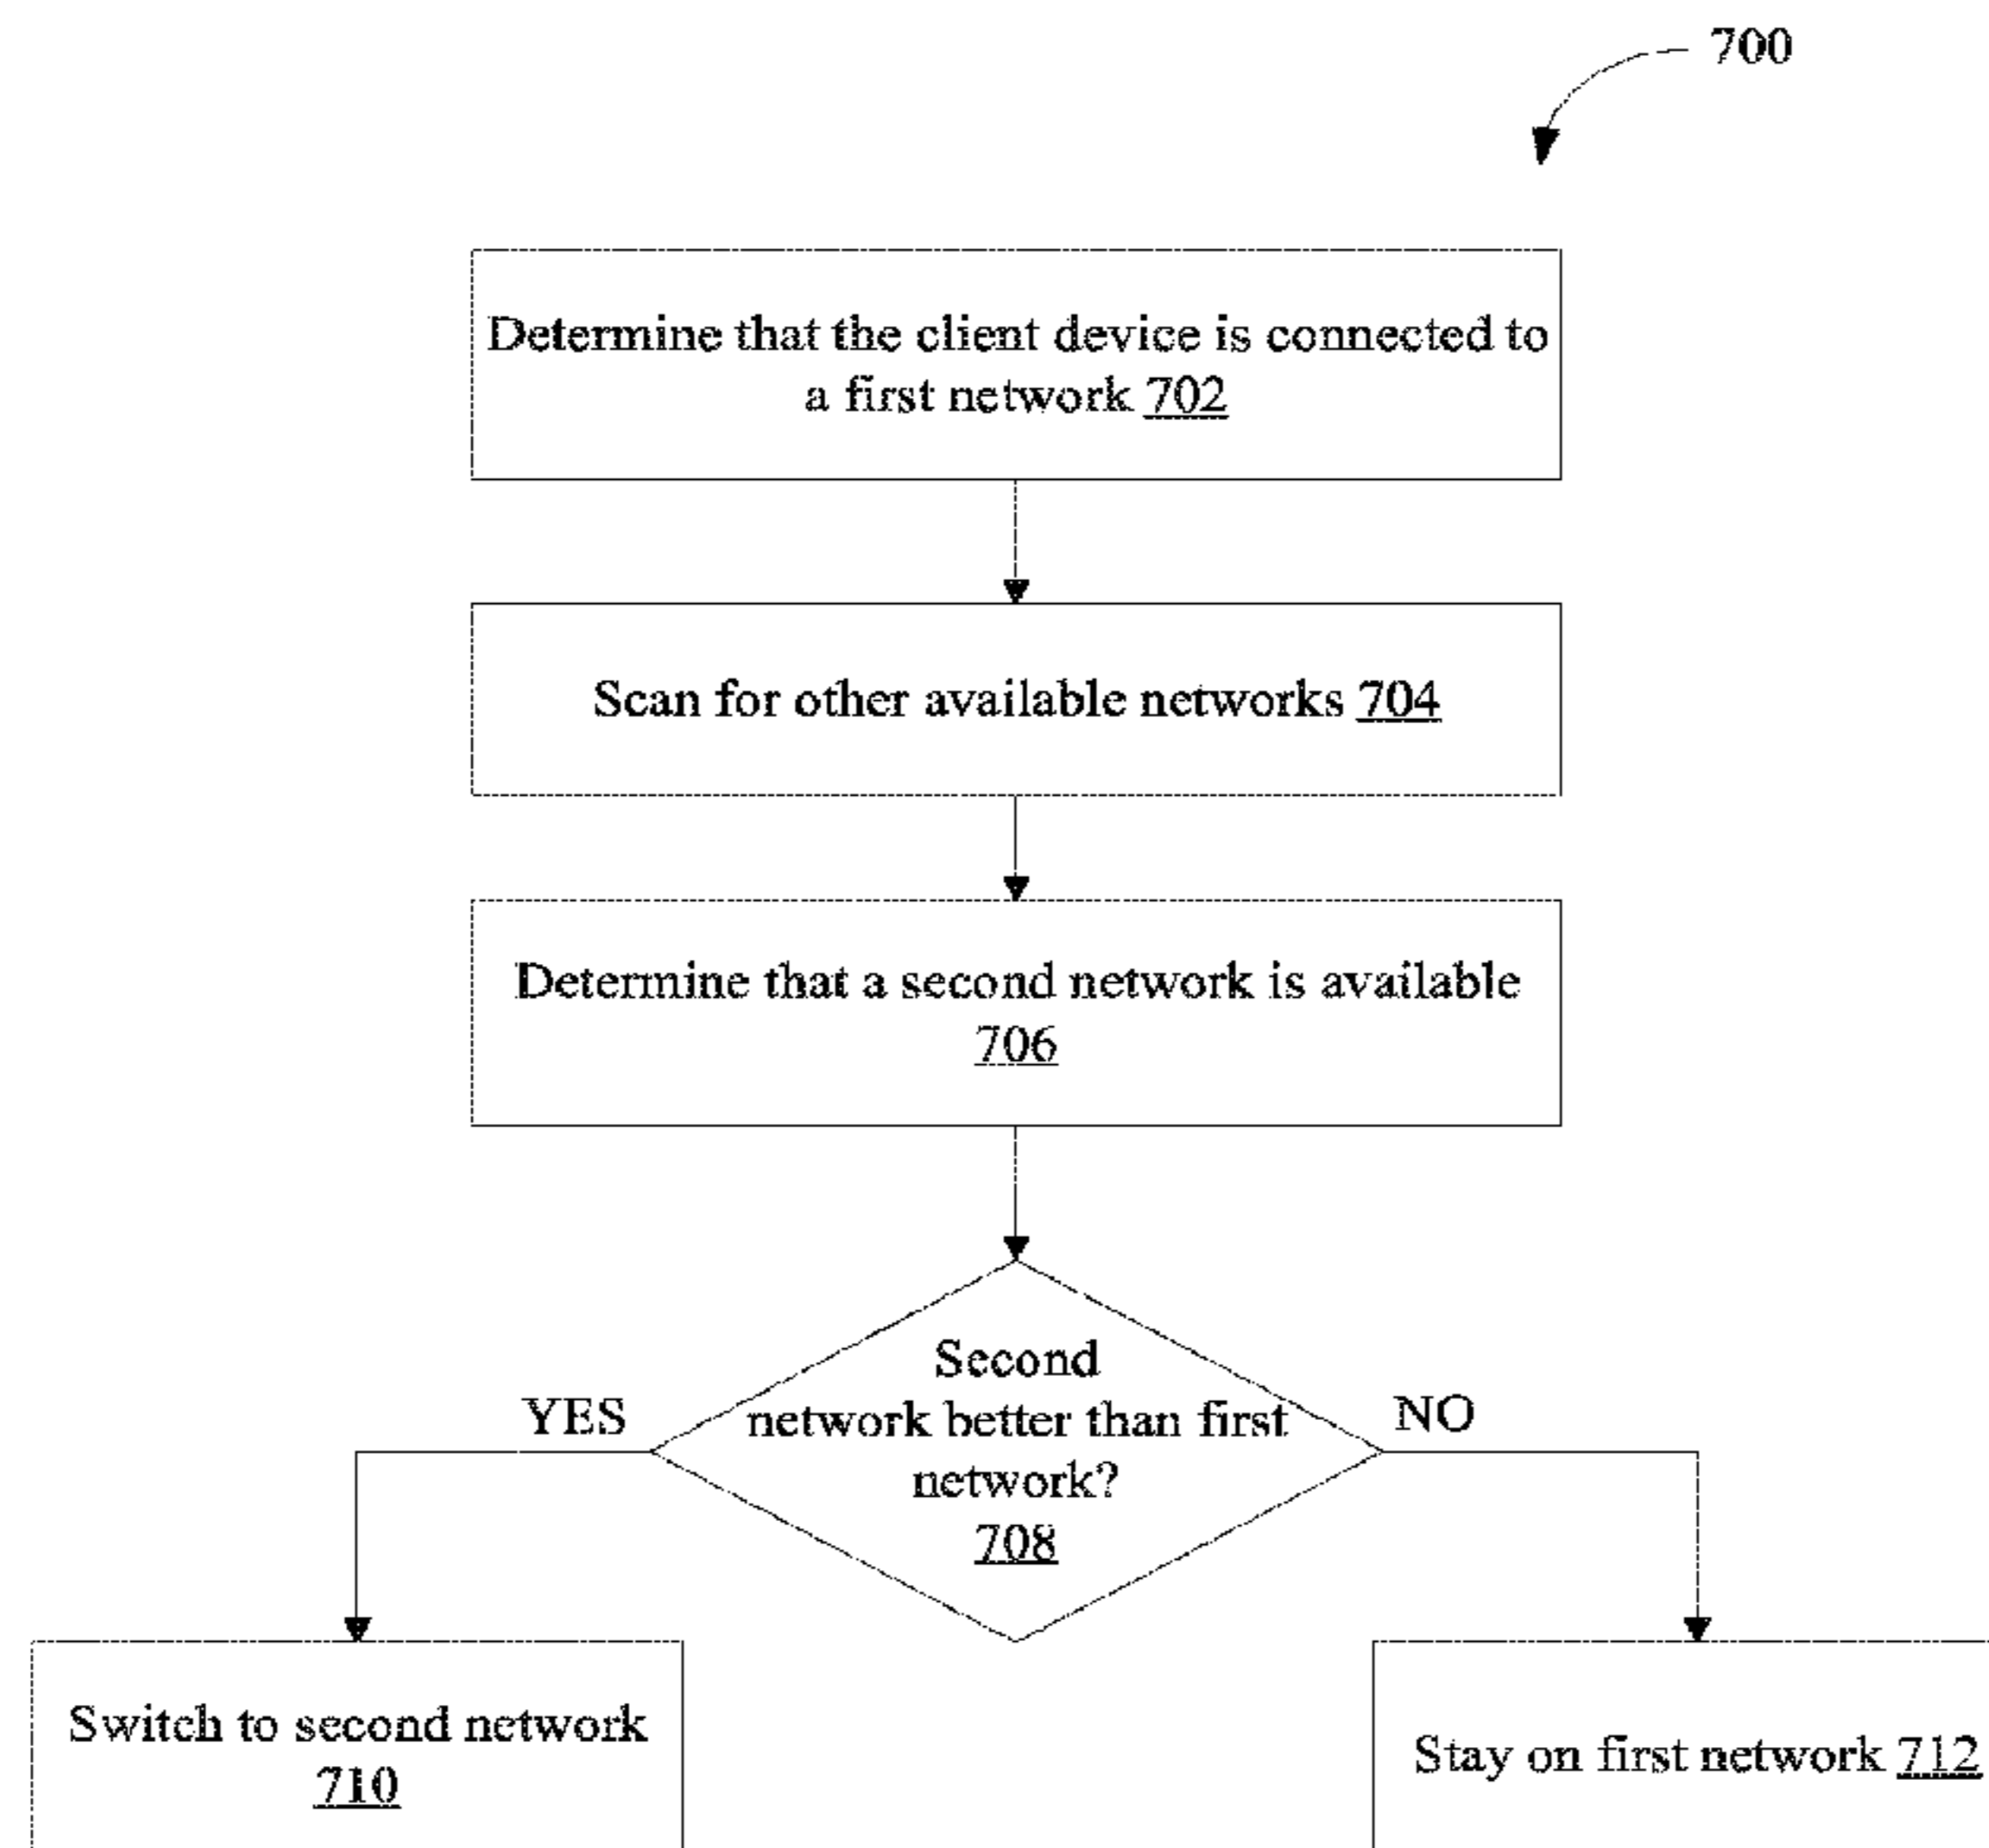 700
Determine that the client device is connected to
a first network 702
Scan for other available networks 704
Determine that a second network is available
706
Second
network better than first
network?
708
YES
NO
Switch to second network
710
Stay on first network 712